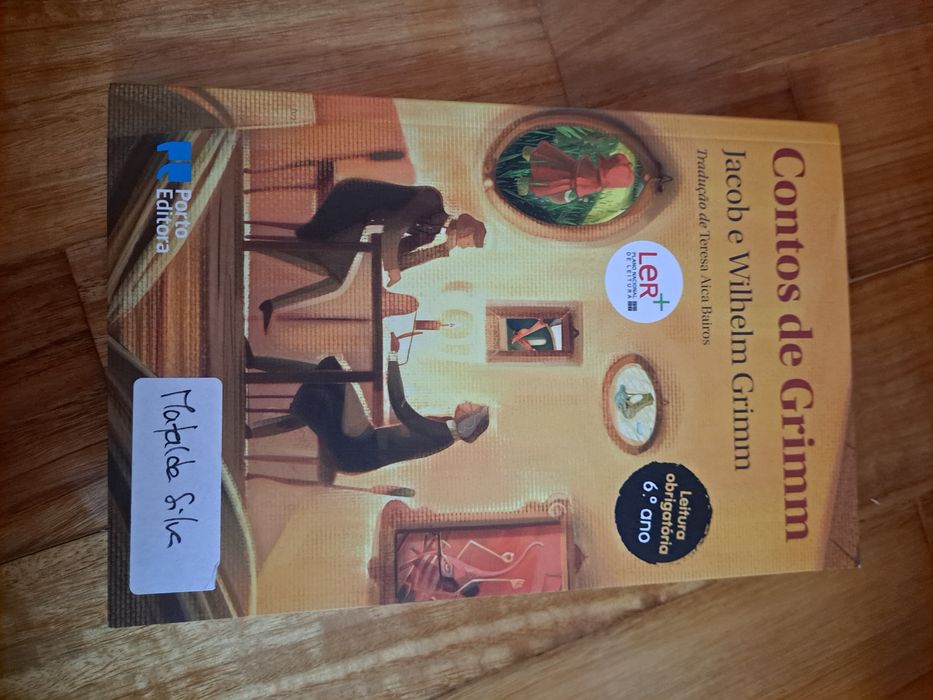 Contos de Grimm
Jacob e Wilhelm Grimm
Tradução de Teresa Aica Bairos
LER+
PLANO NACIONAL
DE LEITURA
Leitura
obrigatória
6.º ano
Porto
Editora
Mafalda Silva